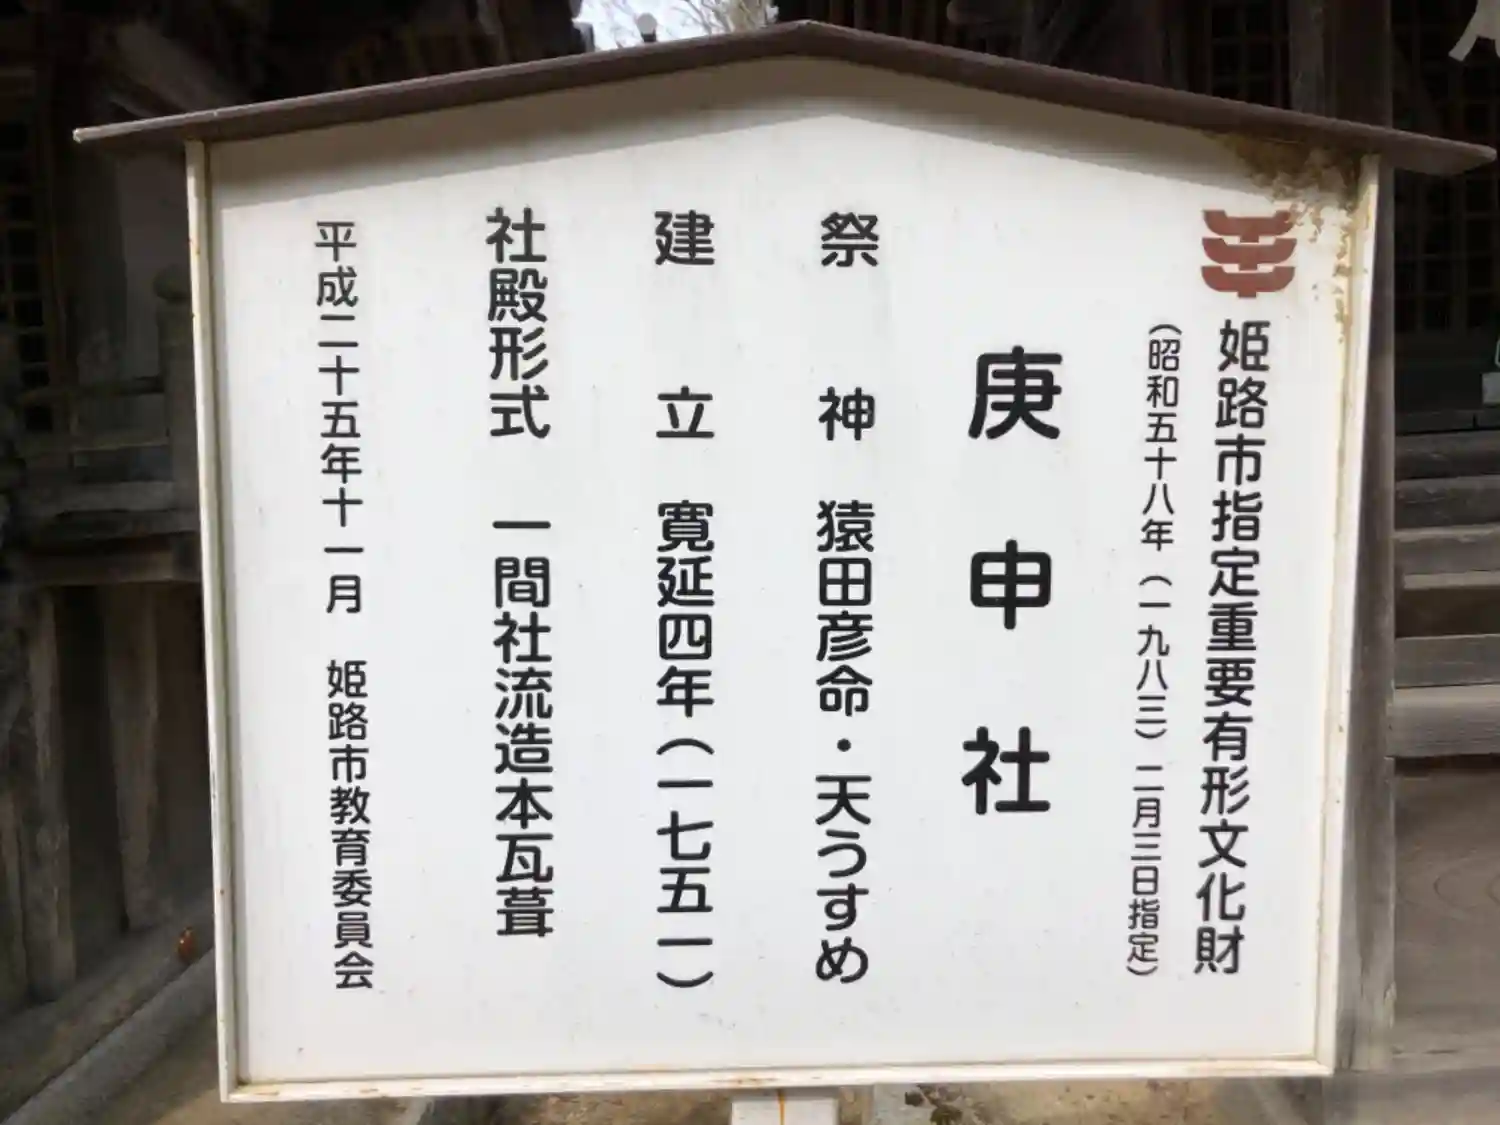 姫路市指定重要有形文化財
（昭和五十八年（一九八三）二月三日指定）
庚申社
祭神 猿田彦命・天うすめ
建立 寛延四年（一七五一）
社殿形式 一間社流造本瓦葺
平成二十五年十一月 姫路市教育委員会